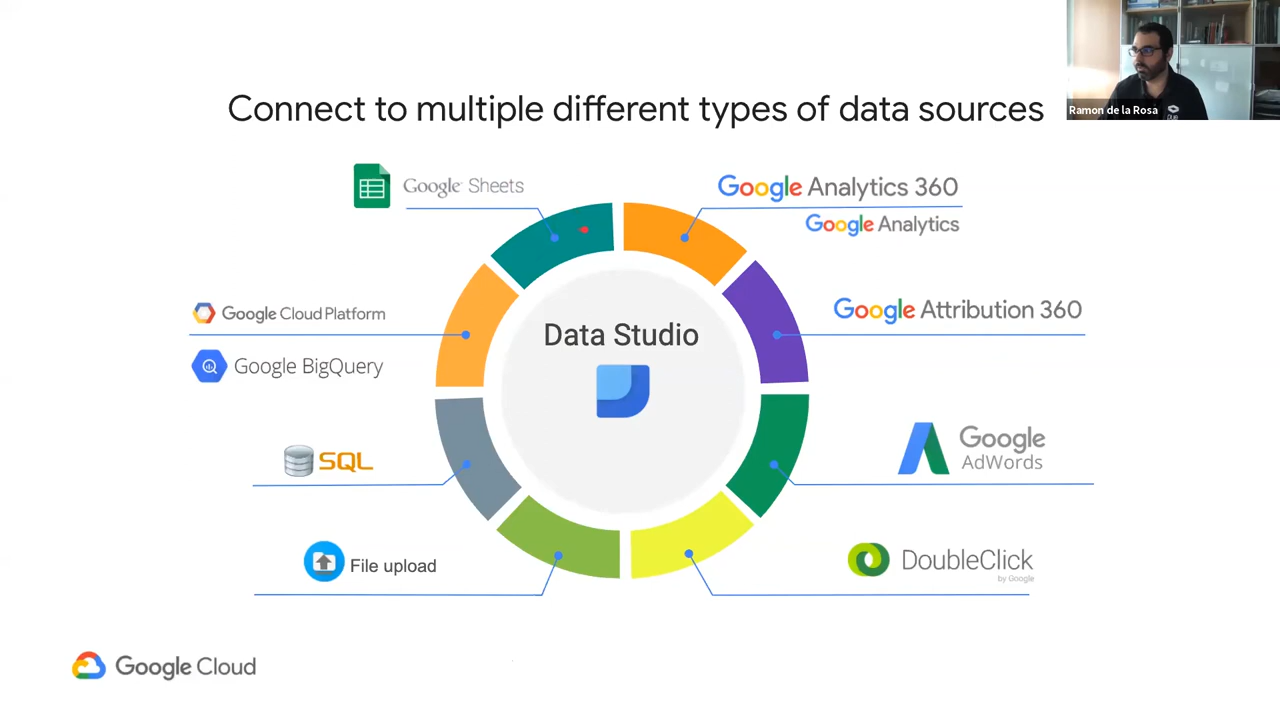 Connect to multiple different types of data sources
Ramon de la Rosa
Google Sheets
Google Analytics 360
Google Analytics
Google Cloud Platform
Google Attribution 360
Data Studio
Google BigQuery
SQL
Google
AdWords
File upload
DoubleClick
by Google
Google Cloud